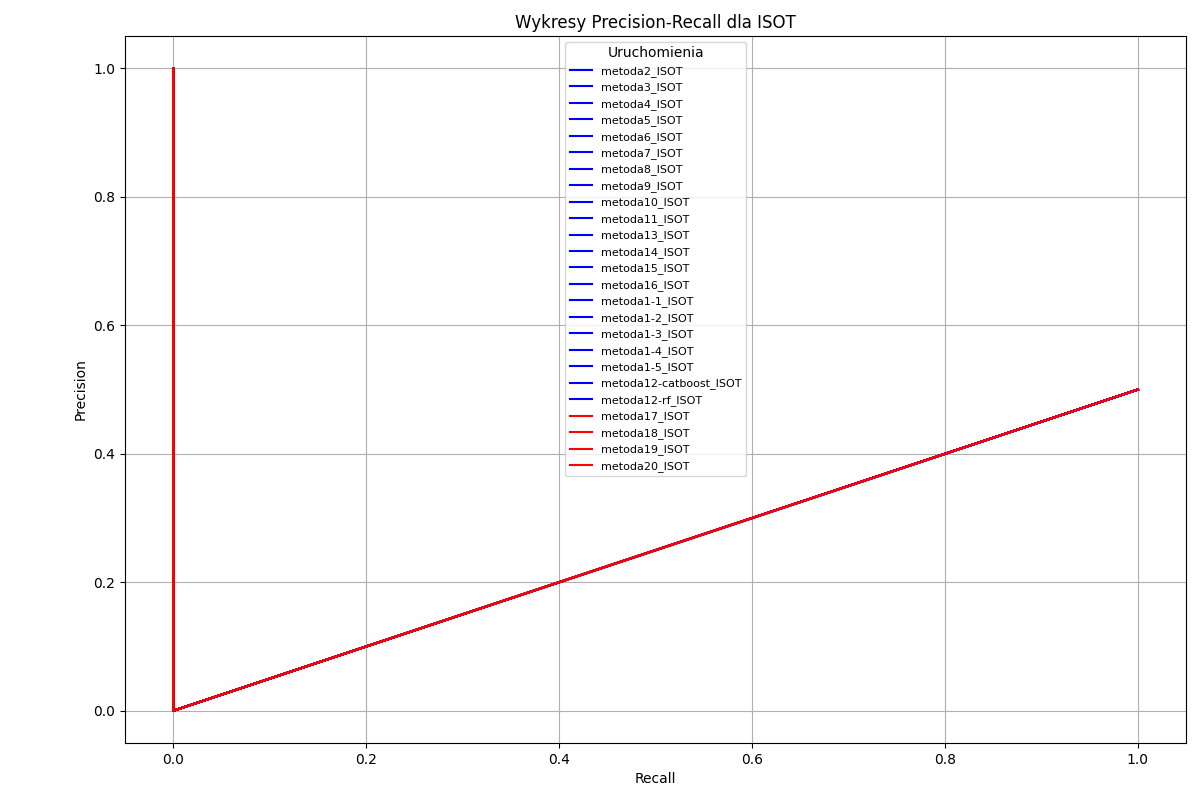 Wykresy Precision-Recall dla ISOT
Uruchomienia
metoda2_ISOT
metoda3_ISOT
metoda4_ISOT
metoda5_ISOT
metoda6_ISOT
metoda7_ISOT
metoda8_ISOT
metoda9_ISOT
metoda10_ISOT
metoda11_ISOT
metoda13_ISOT
metoda14_ISOT
metoda15_ISOT
metoda16_ISOT
metoda1-1_ISOT
metoda1-2_ISOT
metoda1-3_ISOT
metoda1-4_ISOT
metoda1-5_ISOT
metoda12-catboost_ISOT
metoda12-rf_ISOT
metoda17_ISOT
metoda18_ISOT
metoda19_ISOT
metoda20_ISOT
Precision
1.0
0.8
0.6
0.4
0.2
0.0
0.0 0.2 0.4 0.6 0.8 1.0
Recall